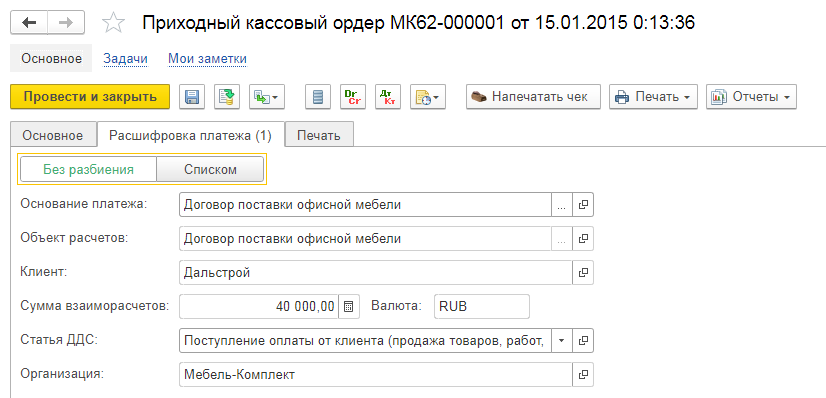 Приходный кассовый ордер МК62-000001 от 15.01.2015 0:13:36
Основное Задачи Мои заметки
Провести и закрыть Dr Cr Дт Кт Напечатать чек Печать Отчеты
Основное Расшифровка платежа (1) Печать
Без разбиения Списком
Основание платежа: Договор поставки офисной мебели ...
Объект расчетов: Договор поставки офисной мебели ...
Клиент: Дальстрой
Сумма взаиморасчетов: 40 000,00 Валюта: RUB
Статья ДДС: Поступление оплаты от клиента (продажа товаров, работ,
Организация: Мебель-Комплект